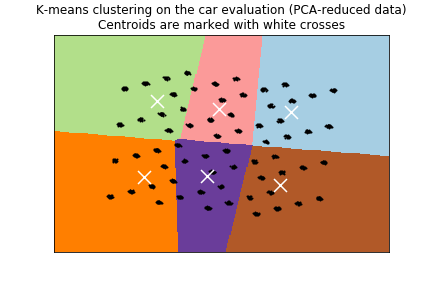 K-means clustering on the car evaluation (PCA-reduced data)
Centroids are marked with white crosses